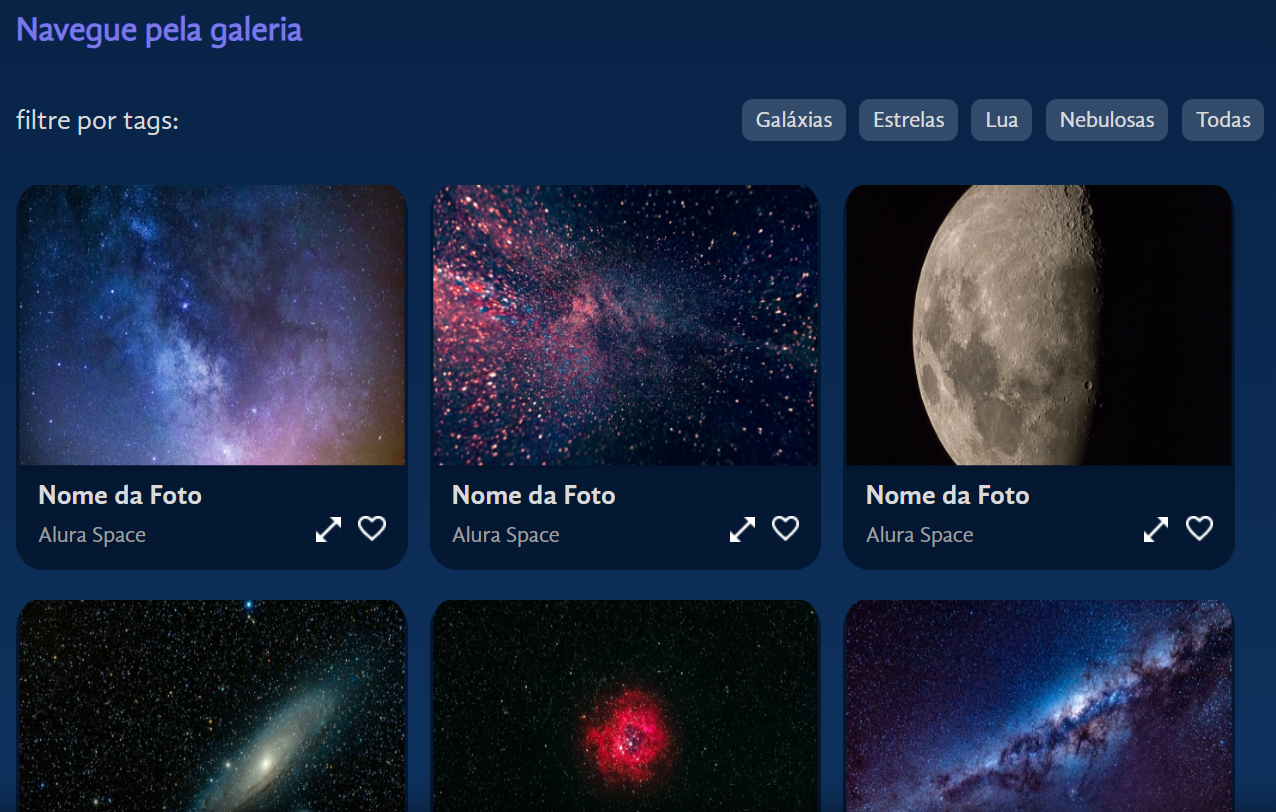 Navegue pela galeria
filtre por tags:
Galáxias
Estrelas
Lua
Nebulosas
Todas
Nome da Foto
Alura Space
Nome da Foto
Alura Space
Nome da Foto
Alura Space